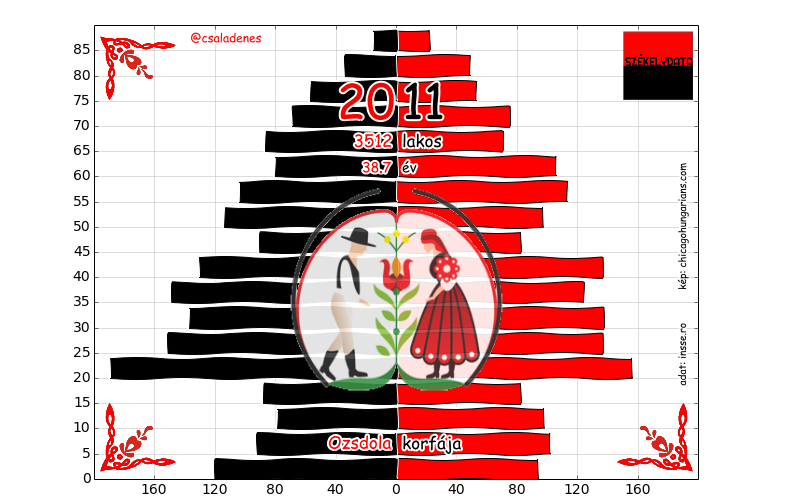 @csaladenes
SZÉKELYDATA
2011
3512 lakos
38.7 év
Ozsdola korfája
kép: chicagohungarians.com
adat: insse.ro
85
80
75
70
65
60
55
50
45
40
35
30
25
20
15
10
5
0
160 120 80 40 0 40 80 120 160